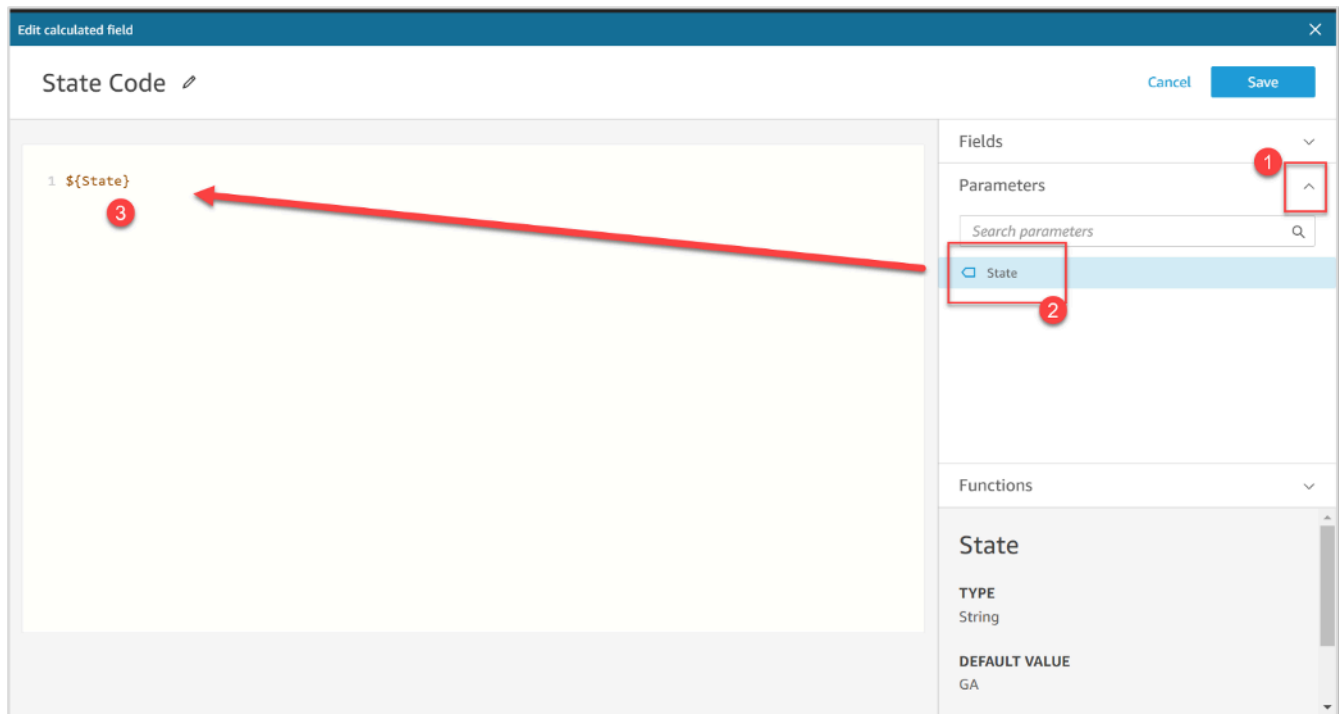 Edit calculated field
State Code
Cancel
Save
1 ${State}
3
Fields
1
Parameters
Search parameters
State
2
Functions
State
TYPE
String
DEFAULT VALUE
GA